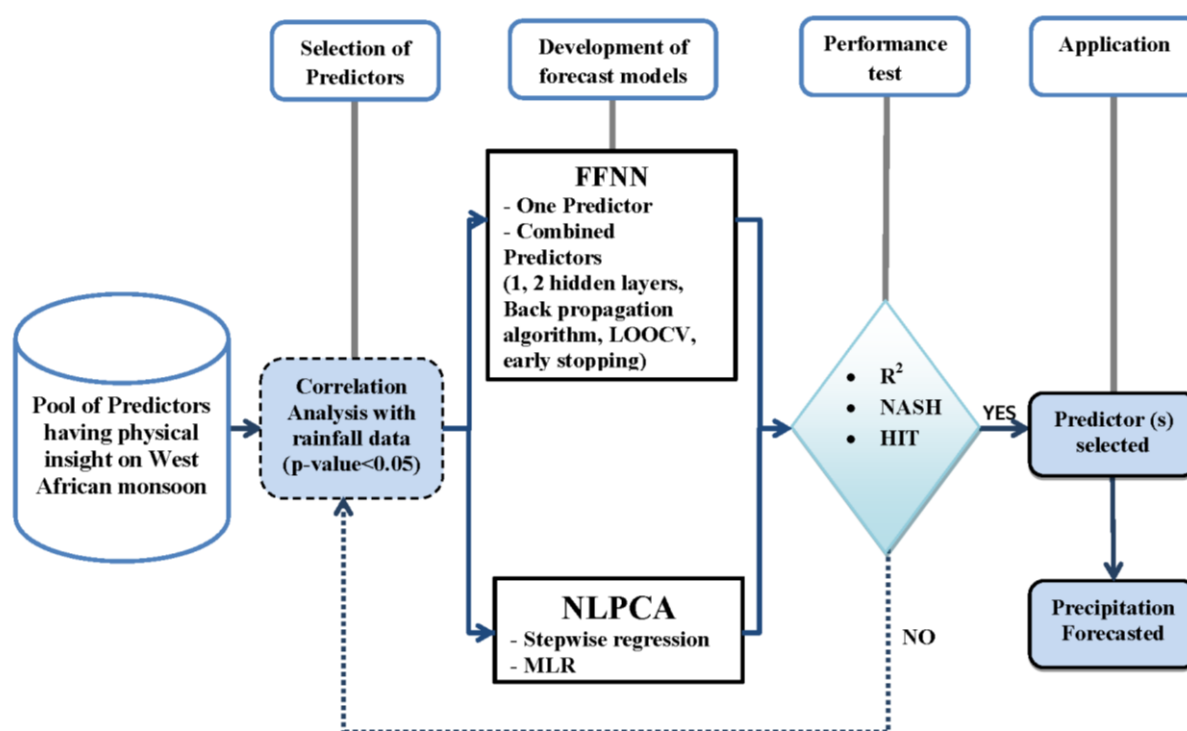 Selection of
Predictors
Development of
forecast models
Performance
test
Application
Pool of Predictors
having physical
insight on West
African monsoon
Correlation
Analysis with
rainfall data
(p-value<0.05)
FFNN
- One Predictor
- Combined
Predictors
(1, 2 hidden layers,
Back propagation
algorithm, LOOCV,
early stopping)
NLPCA
- Stepwise regression
- MLR
• R²
• NASH
• HIT
YES
NO
Predictor (s)
selected
Precipitation
Forecasted